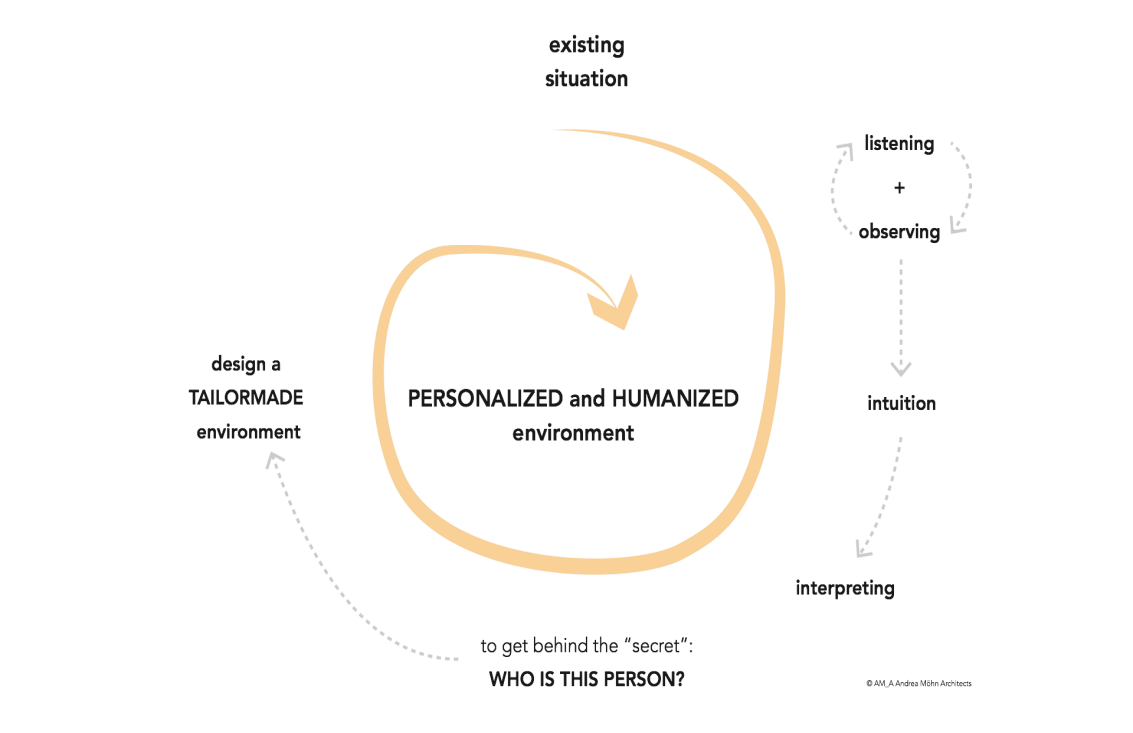 existing
situation
listening
+
observing
intuition
interpreting
to get behind the “secret”:
WHO IS THIS PERSON?
design a
TAILORMADE
environment
PERSONALIZED and HUMANIZED
environment
© AM_A Andrea Möhn Architects